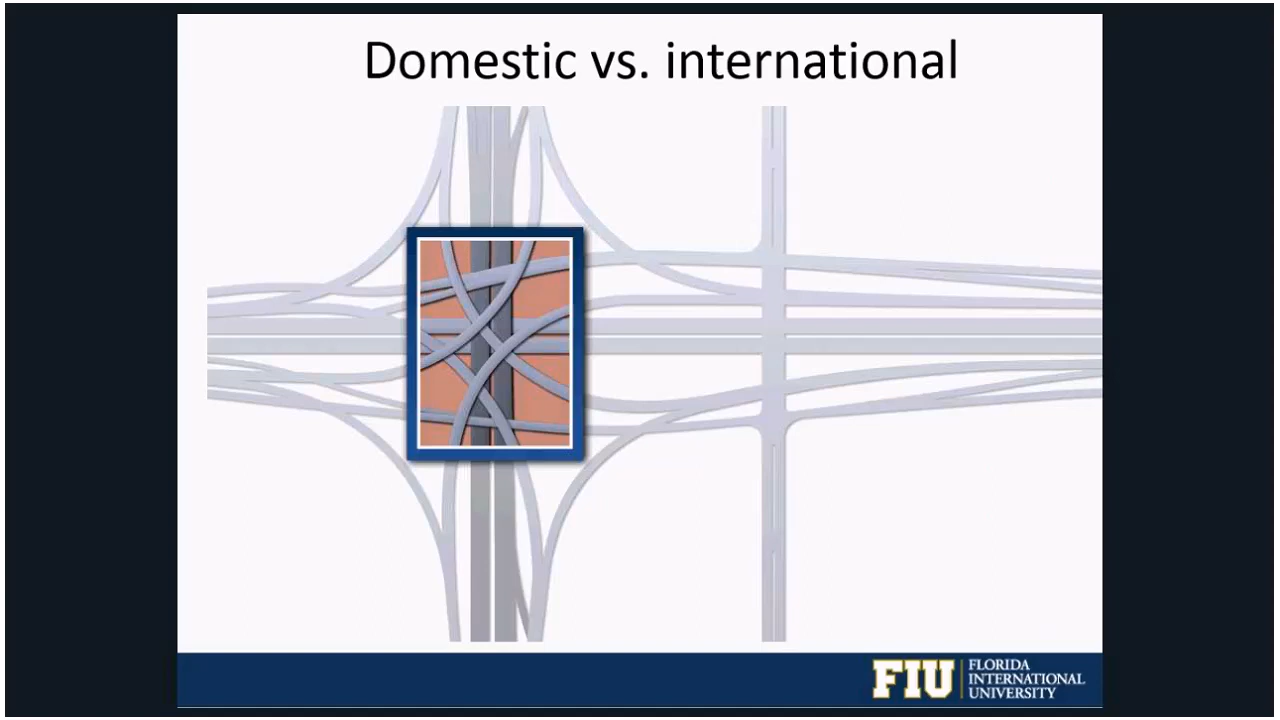 Domestic vs. international
FIU
FLORIDA
INTERNATIONAL
UNIVERSITY